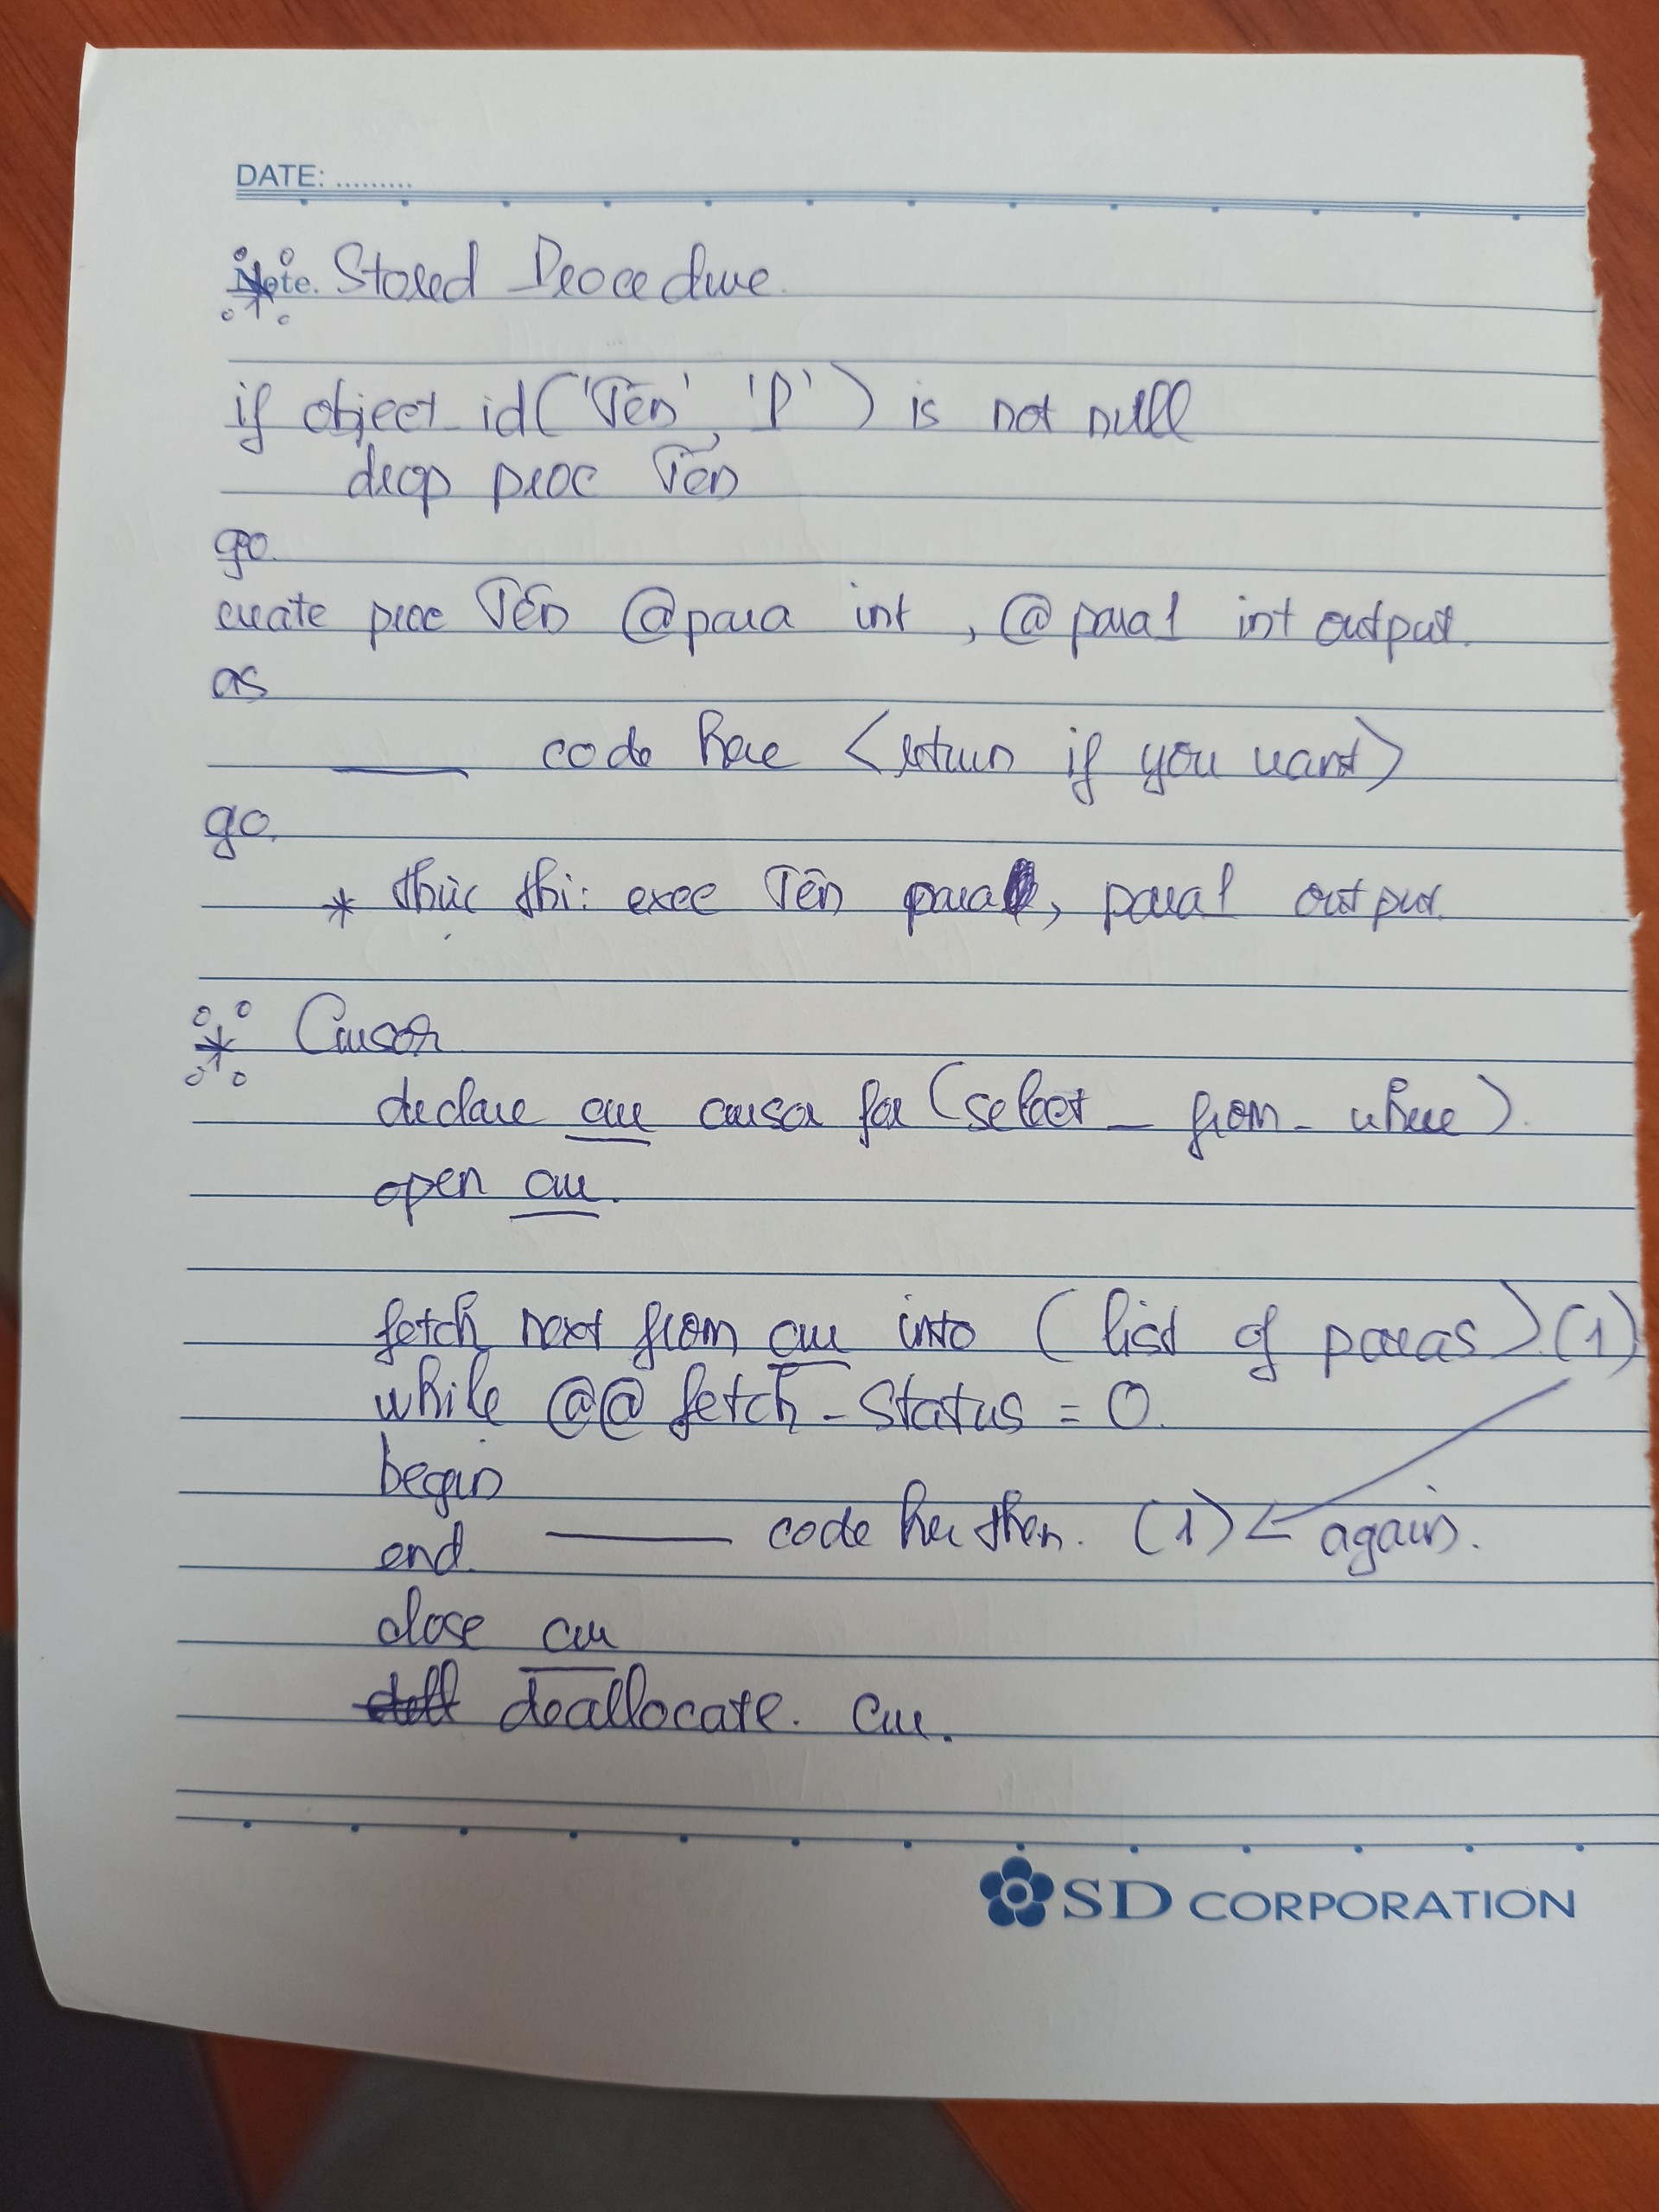 DATE: .........
Note. Stored Procedure.
if object_id('Tên', 'P') is not null
drop proc Tên
go.
create proc Tên @para int , @para1 int output.
as
code here <return if you want>
go.
* thực thi: exec Tên para, para1 output.
Cursor
declare cur cursor for (select _ from _ where).
open cur.
fetch next from cur into (list of paras).(1)
while @@fetch_status = 0.
begin
code here then. (1) ← again.
end.
close cur
deallocate. cur.
SD CORPORATION